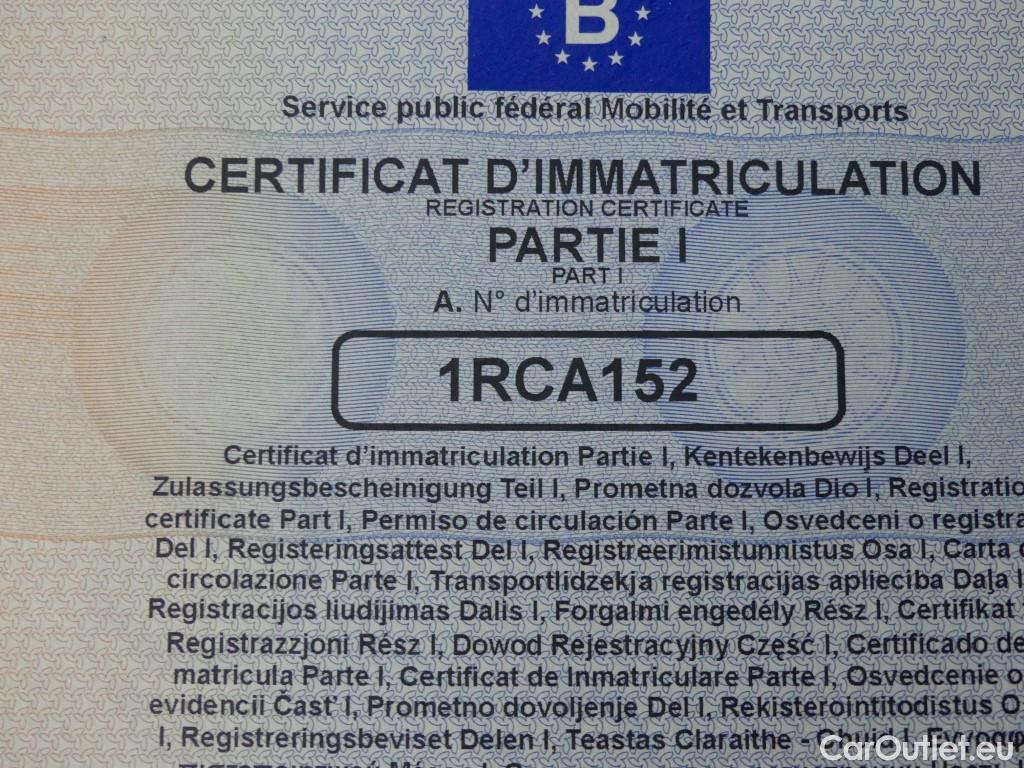 B
Service public fédéral Mobilité et Transports
CERTIFICAT D'IMMATRICULATION
REGISTRATION CERTIFICATE
PARTIE I
PART I
A. N° d'immatriculation
1RCA152
Certificat d'immatriculation Partie I, Kentekenbewijs Deel I,
Zulassungsbescheinigung Teil I, Prometna dozvola Dio I, Registratio
certificate Part I, Permiso de circulación Parte I, Osvedceni o registra
Del I, Registeringsattest Del I, Registreerimistunnistus Osa I, Carta
circolazione Parte I, Transportlidzekja registracijas aplieciba Daļa I
Registracijos liudijimas Dalis I, Forgalmi engedély Rész I, Certifikat
Registrazzjoni Rész I, Dowod Rejestracyjny Część I, Certificado de
matricula Parte I, Certificat de Inmatriculare Parte I, Osvedcenie o
evidencii Časť I, Prometno dovoljenje Del I, Rekisterointitodistus O
I, Registreringsbeviset Delen I, Teastas Claraithe -
CarOutlet.eu